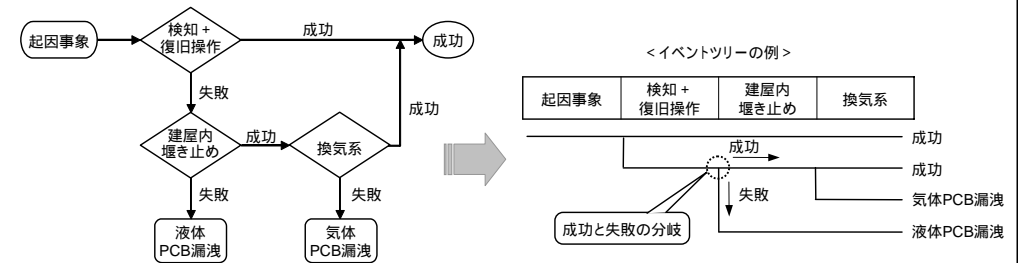 起因事象
検知＋
復旧操作
成功
成功
失敗
成功
建屋内
堰き止め
成功
換気系
失敗
失敗
液体
PCB漏洩
気体
PCB漏洩
＜イベントツリーの例＞
起因事象
検知＋
復旧操作
建屋内
堰き止め
換気系
成功
成功
成功
失敗
気体PCB漏洩
成功と失敗の分岐
液体PCB漏洩